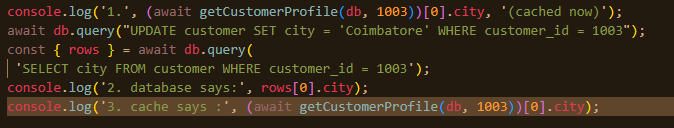 console.log('1.', (await getCustomerProfile(db, 1003))[0].city, '(cached now)');
await db.query("UPDATE customer SET city = 'Coimbatore' WHERE customer_id = 1003");
const { rows } = await db.query(
'SELECT city FROM customer WHERE customer_id = 1003');
console.log('2. database says:', rows[0].city);
console.log('3. cache says :', (await getCustomerProfile(db, 1003))[0].city);